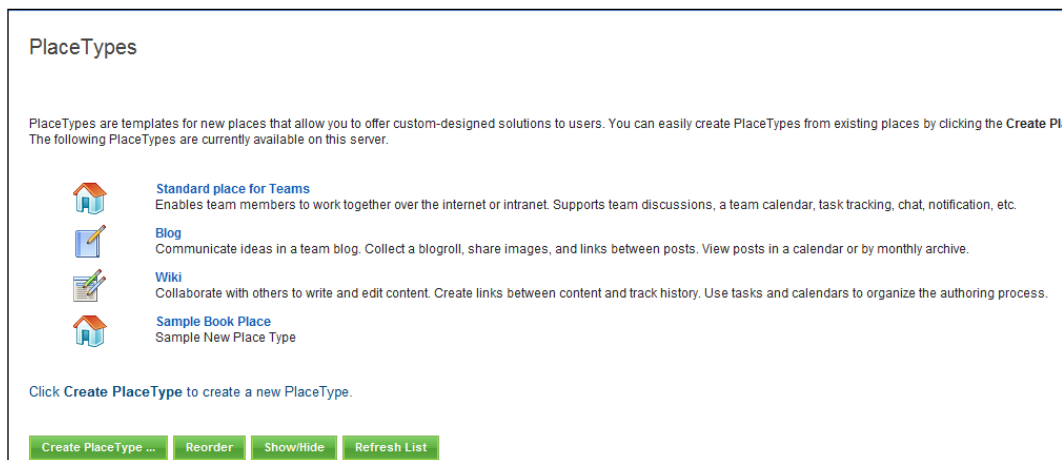 PlaceTypes
PlaceTypes are templates for new places that allow you to offer custom-designed solutions to users. You can easily create PlaceTypes from existing places by clicking the Create
The following PlaceTypes are currently available on this server.
Standard place for Teams
Enables team members to work together over the internet or intranet. Supports team discussions, a team calendar, task tracking, chat, notification, etc.
Blog
Communicate ideas in a team blog. Collect a blogroll, share images, and links between posts. View posts in a calendar or by monthly archive.
Wiki
Collaborate with others to write and edit content. Create links between content and track history. Use tasks and calendars to organize the authoring process.
Sample Book Place
Sample New Place Type
Click Create PlaceType to create a new PlaceType.
Create PlaceType ... Reorder Show/Hide Refresh List